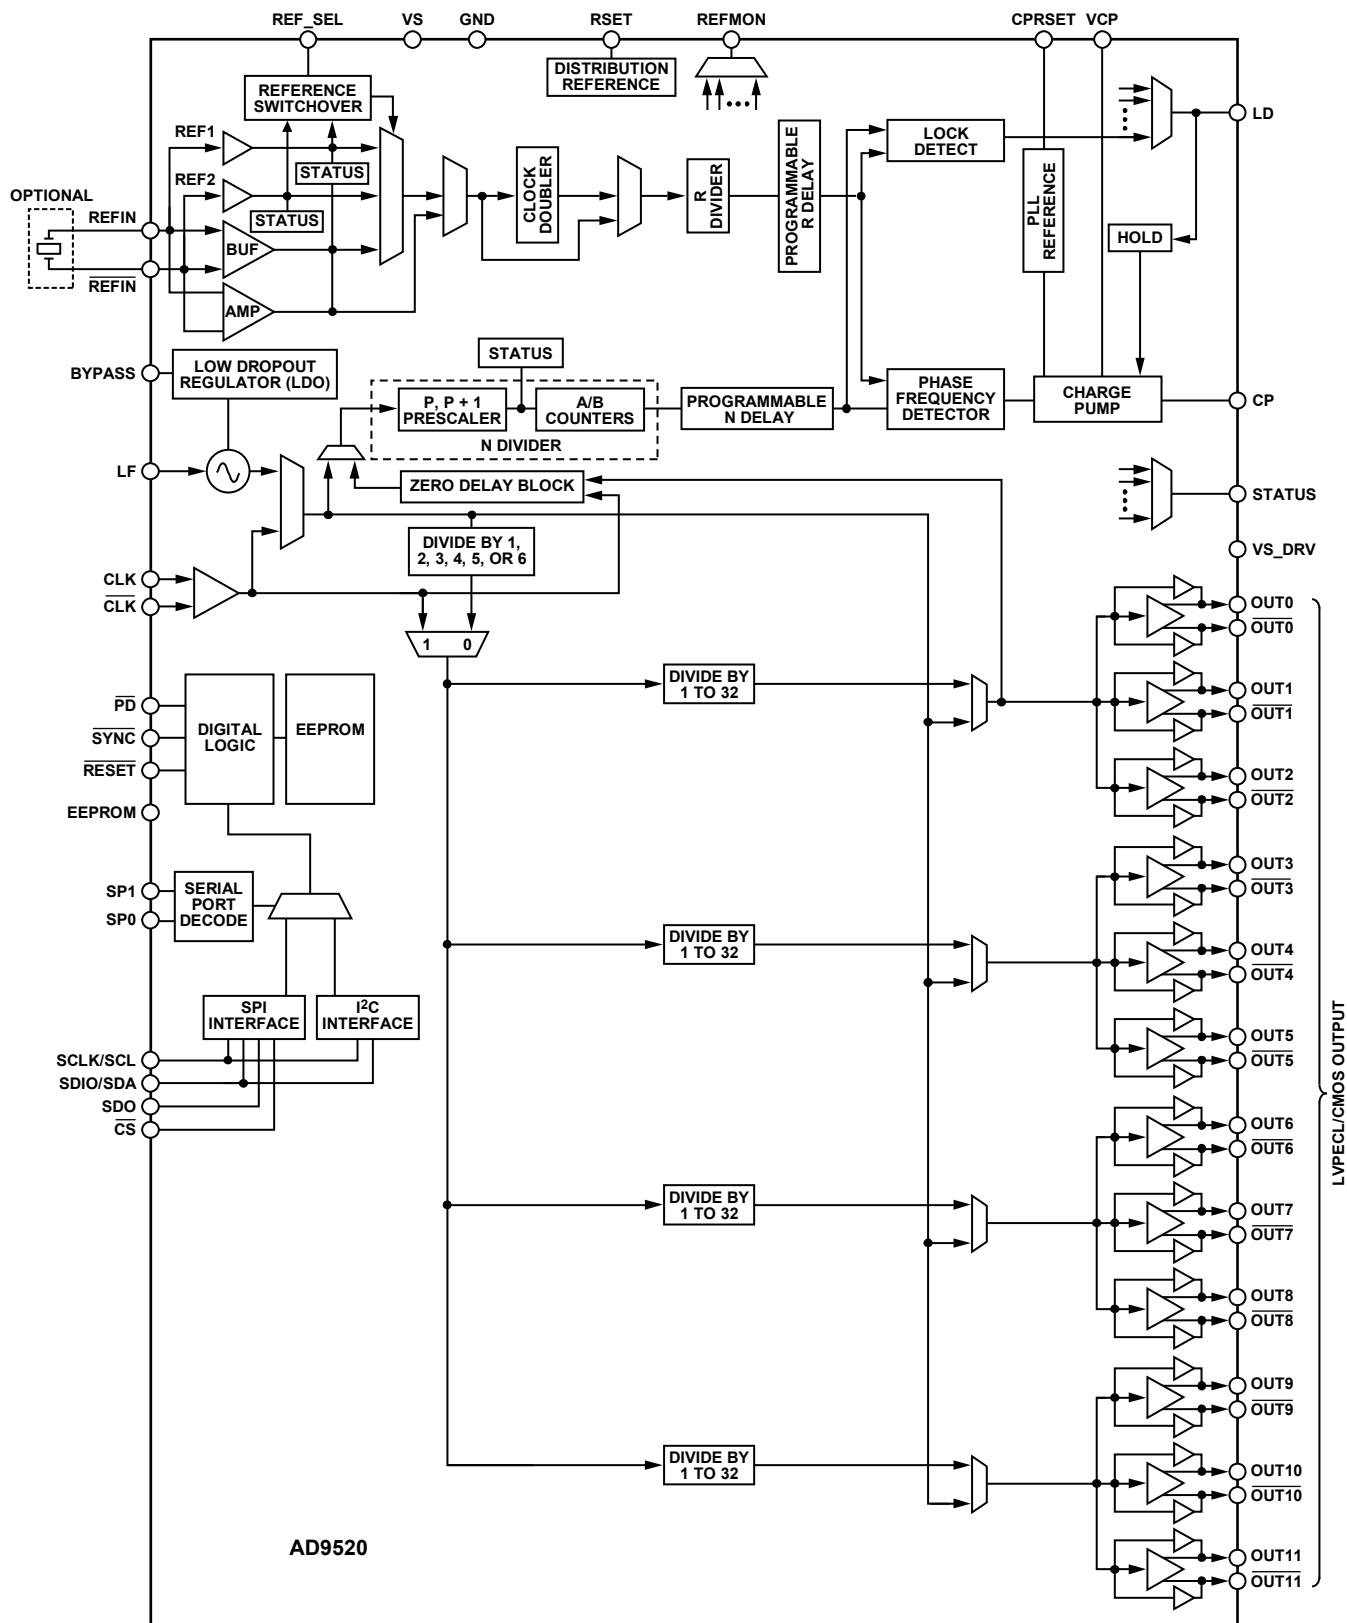 REF_SEL VS GND RSET REFMON CPRSET VCP
DISTRIBUTION
REFERENCE
REFERENCE
SWITCHOVER
LD
REF1
STATUS
REF2
STATUS
CLOCK
DOUBLER
R
DIVIDER
PROGRAMMABLE
R DELAY
LOCK
DETECT
PLL
REFERENCE
HOLD
OPTIONAL
REFIN
REFIN
BUF
AMP
BYPASS
LOW DROPOUT
REGULATOR (LDO)
STATUS
P, P + 1
PRESCALER
A/B
COUNTERS
N DIVIDER
PROGRAMMABLE
N DELAY
PHASE
FREQUENCY
DETECTOR
CHARGE
PUMP
CP
LF
ZERO DELAY BLOCK
STATUS
DIVIDE BY 1,
2, 3, 4, 5, OR 6
VS_DRV
CLK
CLK
1 0
OUT0
OUT0
DIVIDE BY
1 TO 32
OUT1
OUT1
PD
SYNC
RESET
DIGITAL
LOGIC
EEPROM
OUT2
OUT2
EEPROM
OUT3
OUT3
SP1
SP0
SERIAL
PORT
DECODE
DIVIDE BY
1 TO 32
OUT4
OUT4
SPI
INTERFACE
I2C
INTERFACE
OUT5
OUT5
SCLK/SCL
SDIO/SDA
SDO
CS
LVPECL/CMOS OUTPUT
OUT6
OUT6
DIVIDE BY
1 TO 32
OUT7
OUT7
OUT8
OUT8
OUT9
OUT9
DIVIDE BY
1 TO 32
OUT10
OUT10
AD9520
OUT11
OUT11